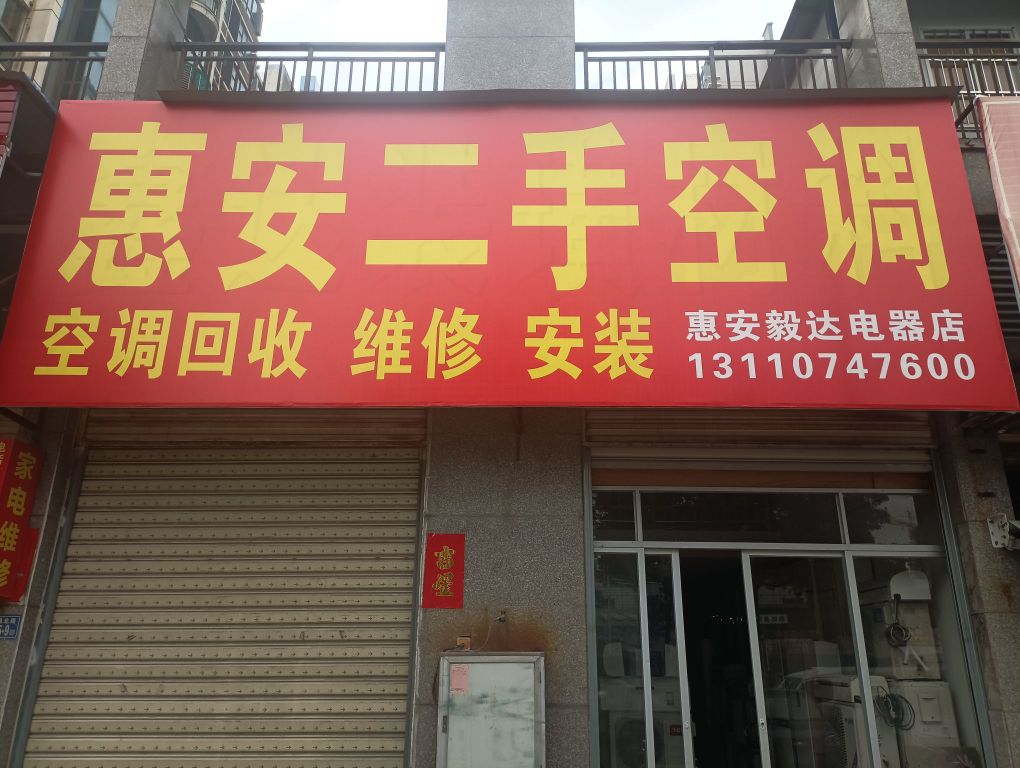 惠安二手空调
空调回收 维修 安装
惠安毅达电器店
13110747600
家电维修